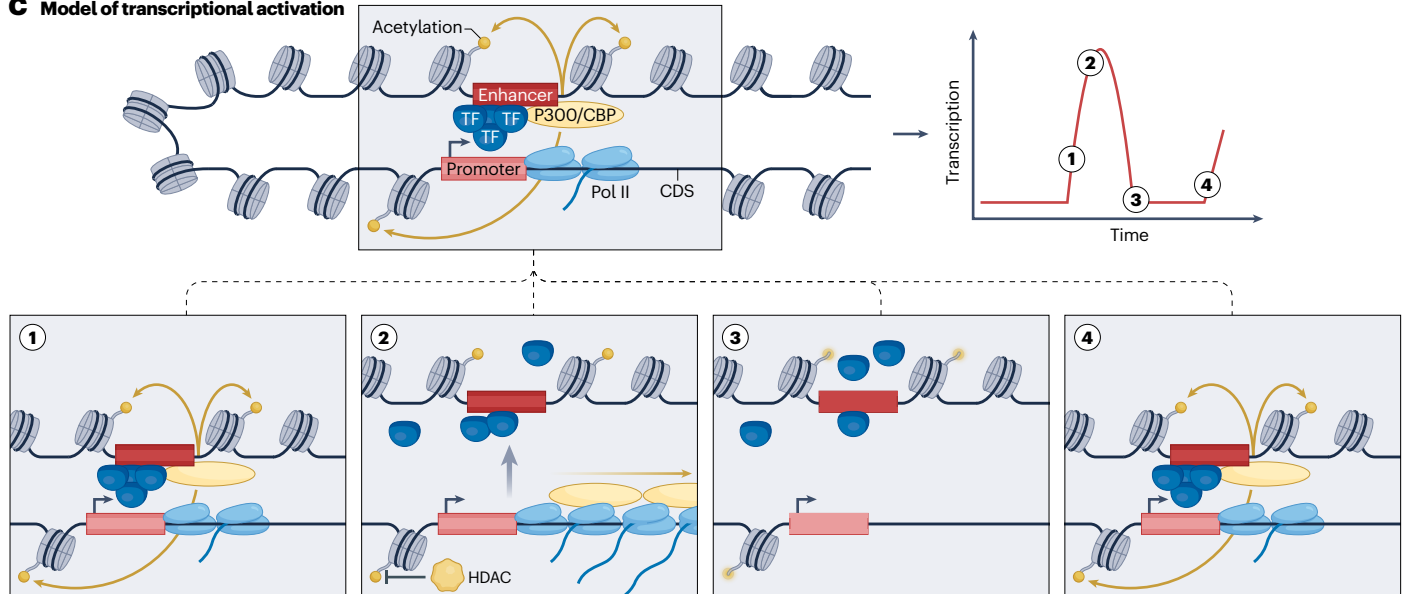 C Model of transcriptional activation
Acetylation
Enhancer
TF TF P300/CBP
TF
Promoter
Pol II CDS
Transcription
Time
1
2
3
4
1
2
3
4
HDAC